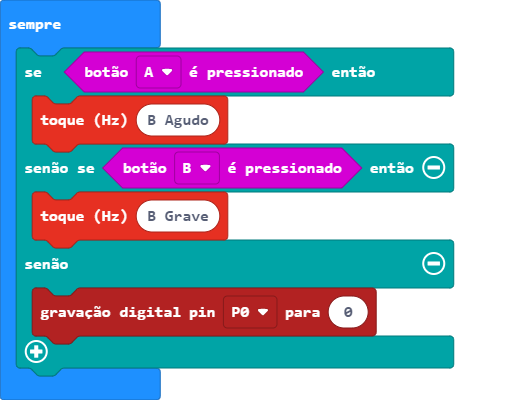 sempre
se botão A é pressionado então
toque (Hz) B Agudo
senão se botão B é pressionado então
toque (Hz) B Grave
senão
gravação digital pin P0 para 0